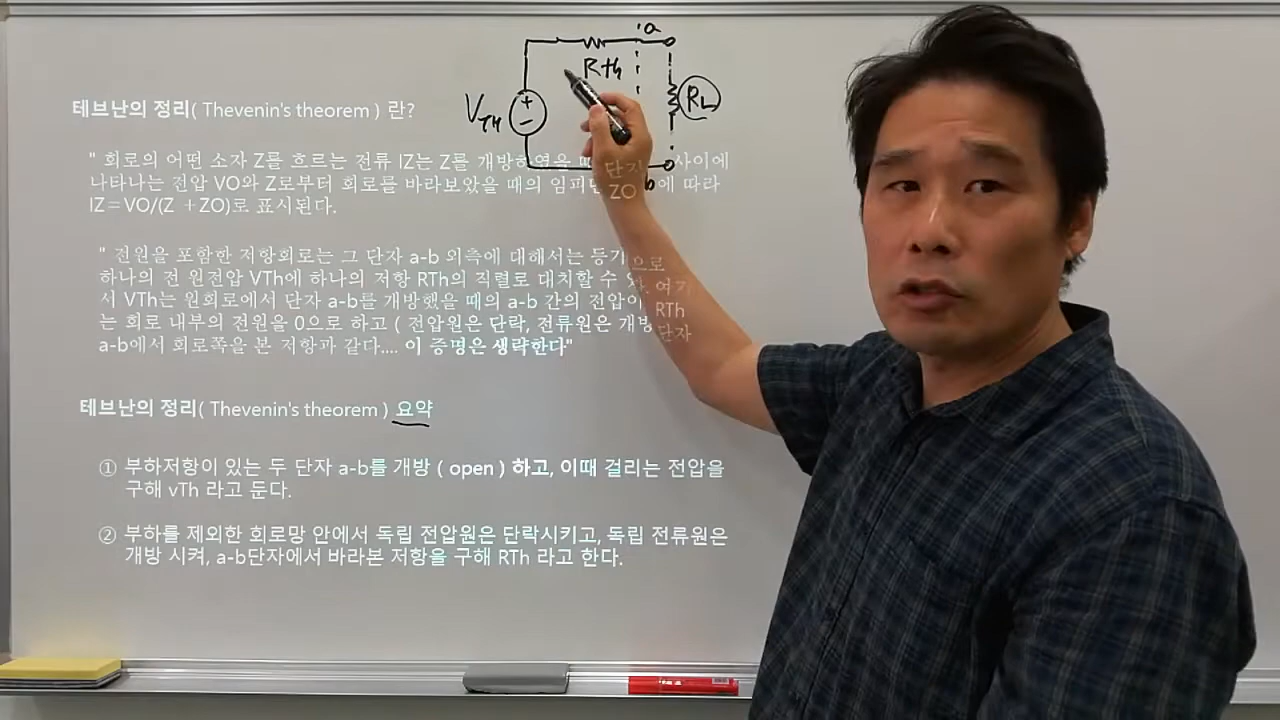 a
Rth
VTH
RL
b
테브난의 정리( Thevenin's theorem ) 란?
" 회로의 어떤 소자 Z를 흐르는 전류 IZ는 Z를 개방하였을 때 단자 사이에
나타나는 전압 VO와 Z로부터 회로를 바라보았을 때의 ZO에 따라
IZ=VO/(Z +ZO)로 표시된다.
" 전원을 포함한 저항회로는 그 단자 a-b 외측에 대해서는 등가 으로
하나의 전 원전압 VTh에 하나의 저항 RTh의 직렬로 대치할 수 여기
서 VTh는 원회로에서 단자 a-b를 개방했을 때의 a-b 간의 전압이 RTh
는 회로 내부의 전원을 0으로 하고 ( 전압원은 단락, 전류원은 개방 단자
a-b에서 회로쪽을 본 저항과 같다.... 이 증명은 생략한다"
테브난의 정리( Thevenin's theorem ) 요약
① 부하저항이 있는 두 단자 a-b를 개방 ( open ) 하고, 이때 걸리는 전압을
구해 vTh 라고 둔다.
② 부하를 제외한 회로망 안에서 독립 전압원은 단락시키고, 독립 전류원은
개방 시켜, a-b단자에서 바라본 저항을 구해 RTh 라고 한다.